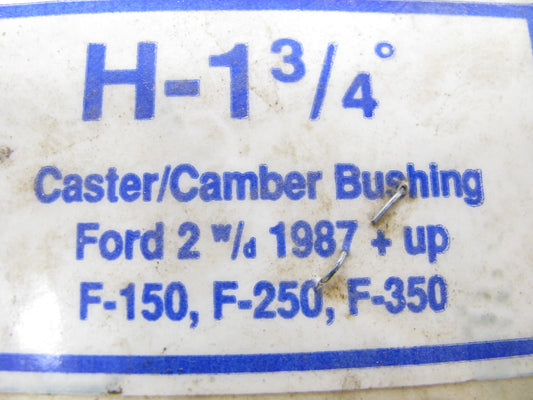 H-1 3/4°
Caster/Camber Bushing
Ford 2 w/d 1987 + up
F-150, F-250, F-350